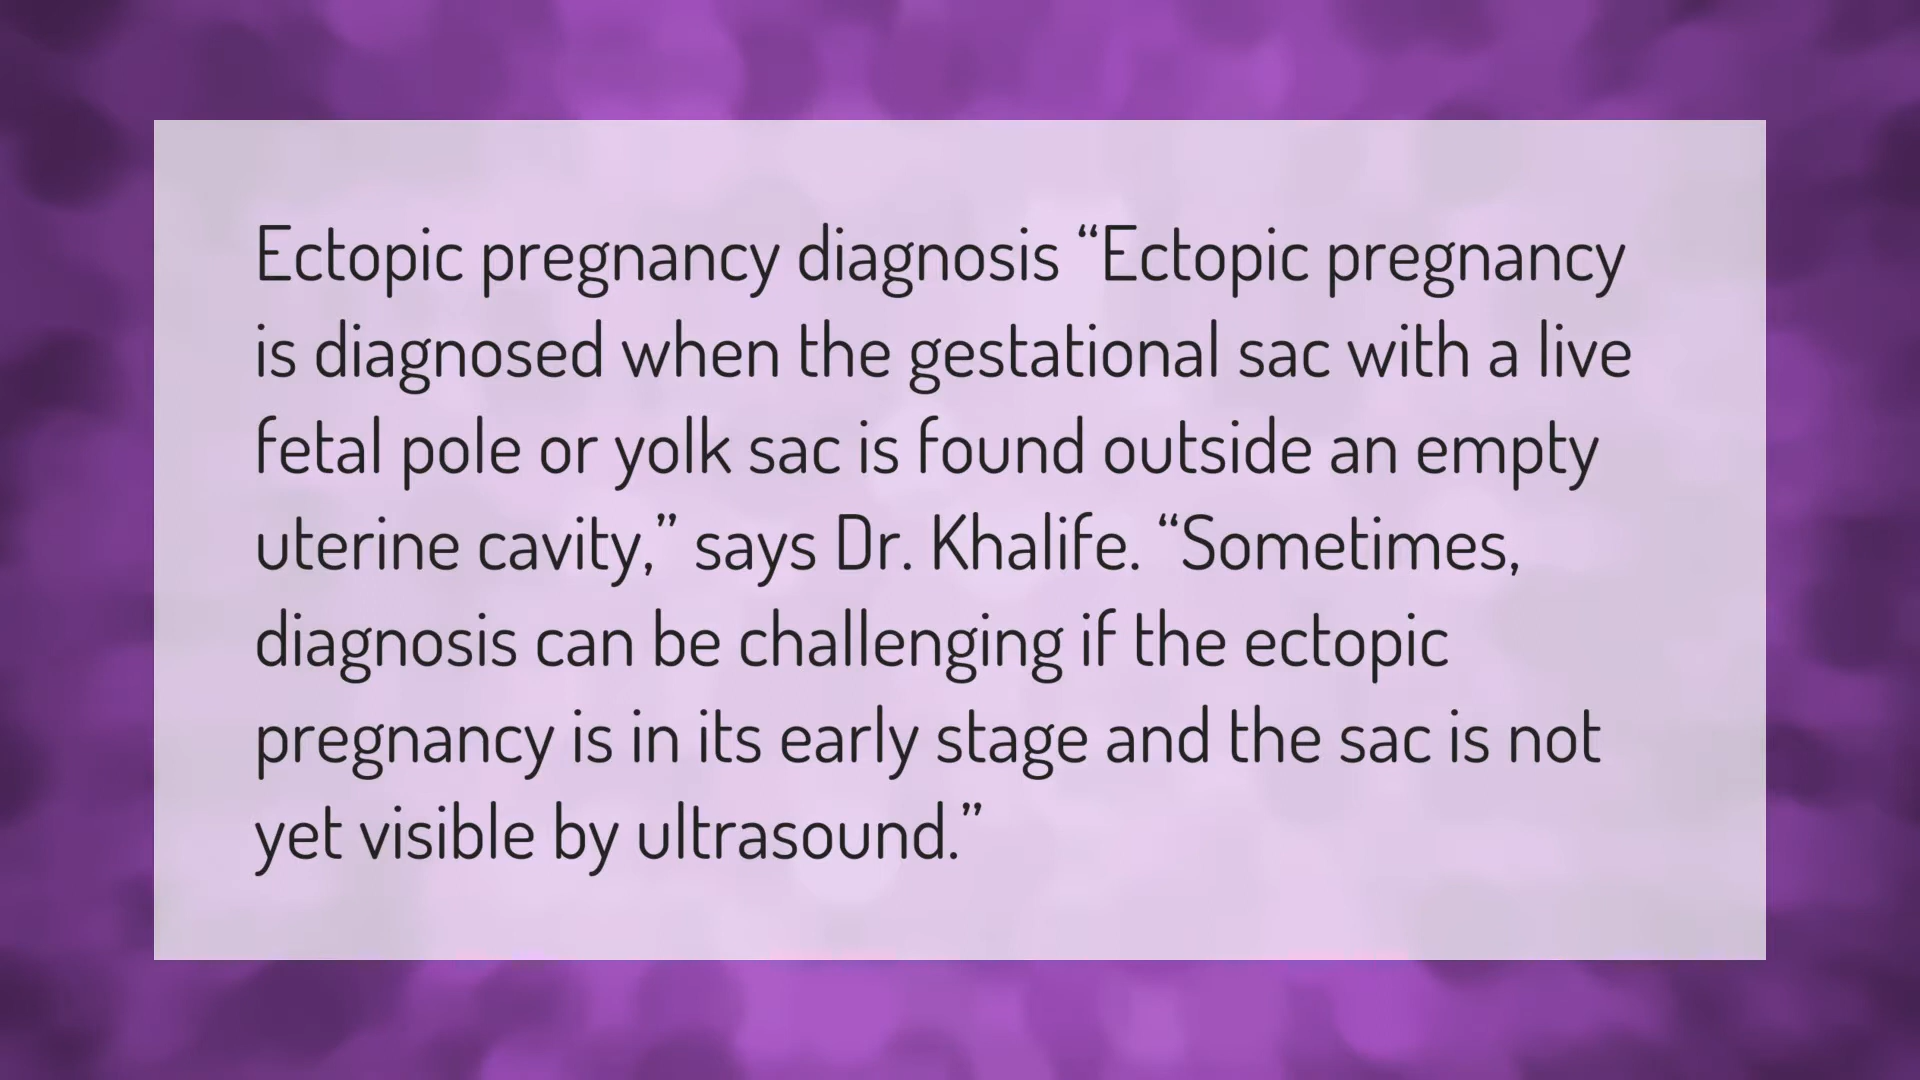 Ectopic pregnancy diagnosis “Ectopic pregnancy
is diagnosed when the gestational sac with a live
fetal pole or yolk sac is found outside an empty
uterine cavity,” says Dr. Khalife. “Sometimes,
diagnosis can be challenging if the ectopic
pregnancy is in its early stage and the sac is not
yet visible by ultrasound.”